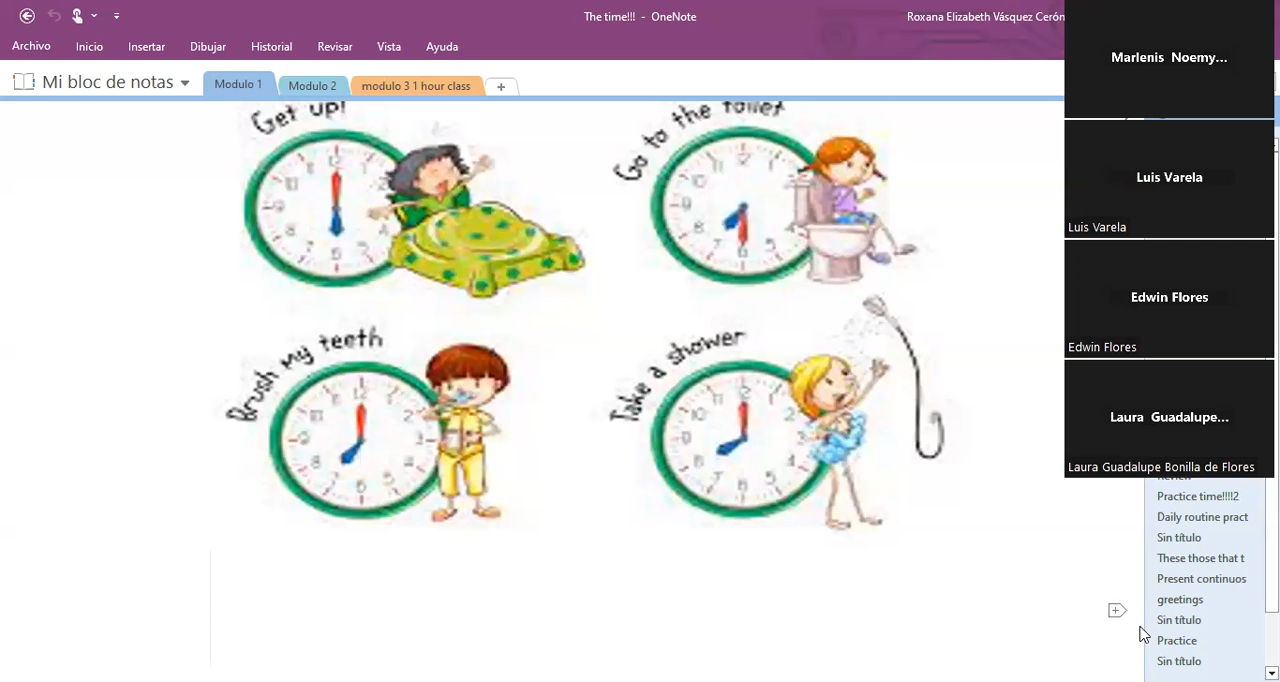 The time!!! - OneNote
Roxana Elizabeth Vásquez Cerón
Archivo
Inicio
Insertar
Dibujar
Historial
Revisar
Vista
Ayuda
Mi bloc de notas
Modulo 1
Modulo 2
modulo 3 1 hour class
Get up!
Go to the toilet
Brush my teeth
Take a shower
Marlenis Noemy...
Luis Varela
Luis Varela
Edwin Flores
Edwin Flores
Laura Guadalupe...
Laura Guadalupe Bonilla de Flores
Review
Practice time!!!!2
Daily routine pract
Sin título
These those that t
Present continuos
greetings
Sin título
Practice
Sin título